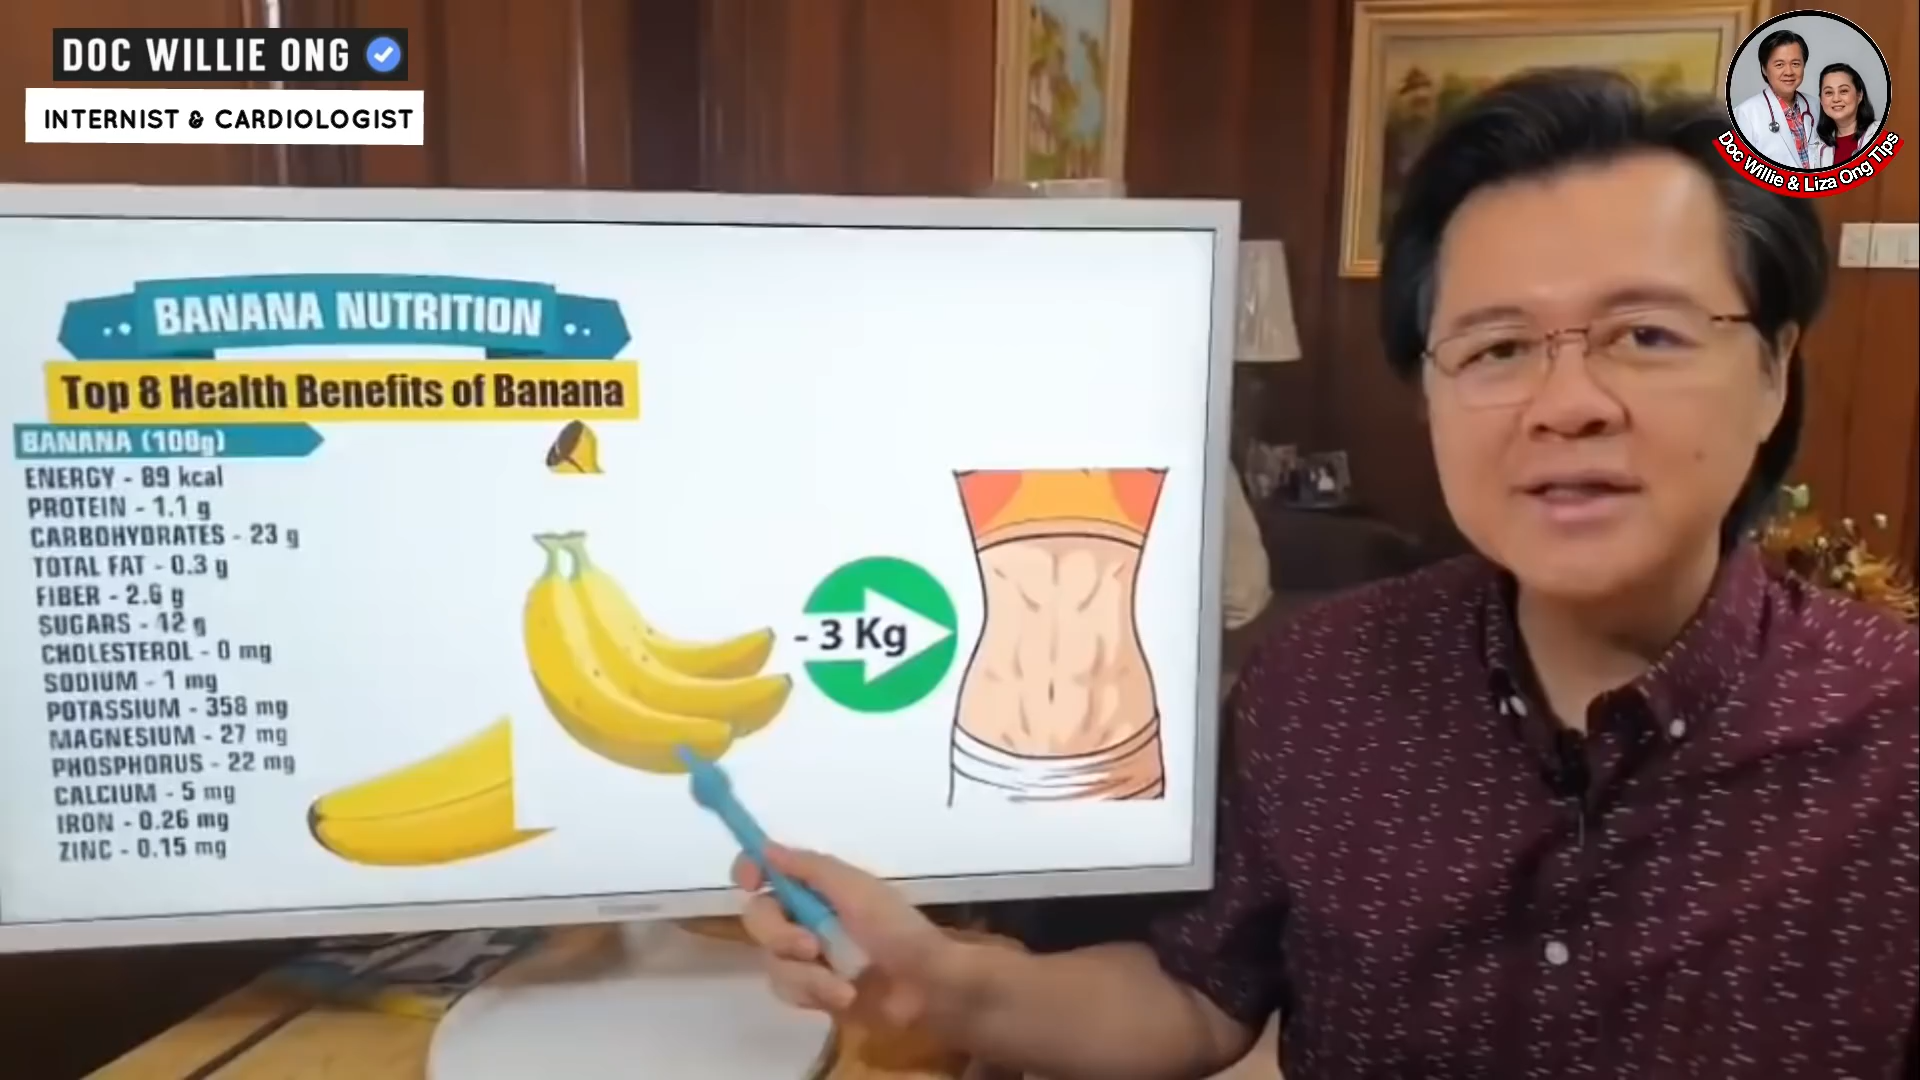 DOC WILLIE ONG
INTERNIST & CARDIOLOGIST
Doc Willie & Liza Ong Tips
BANANA NUTRITION
Top 8 Health Benefits of Banana
BANANA (100g)
ENERGY - 89 kcal
PROTEIN - 1.1 g
CARBOHYDRATES - 23 g
TOTAL FAT - 0.3 g
FIBER - 2.6 g
SUGARS - 12 g
CHOLESTEROL - 0 mg
SODIUM - 1 mg
POTASSIUM - 358 mg
MAGNESIUM - 27 mg
PHOSPHORUS - 22 mg
CALCIUM - 5 mg
IRON - 0.26 mg
ZINC - 0.15 mg
- 3 Kg